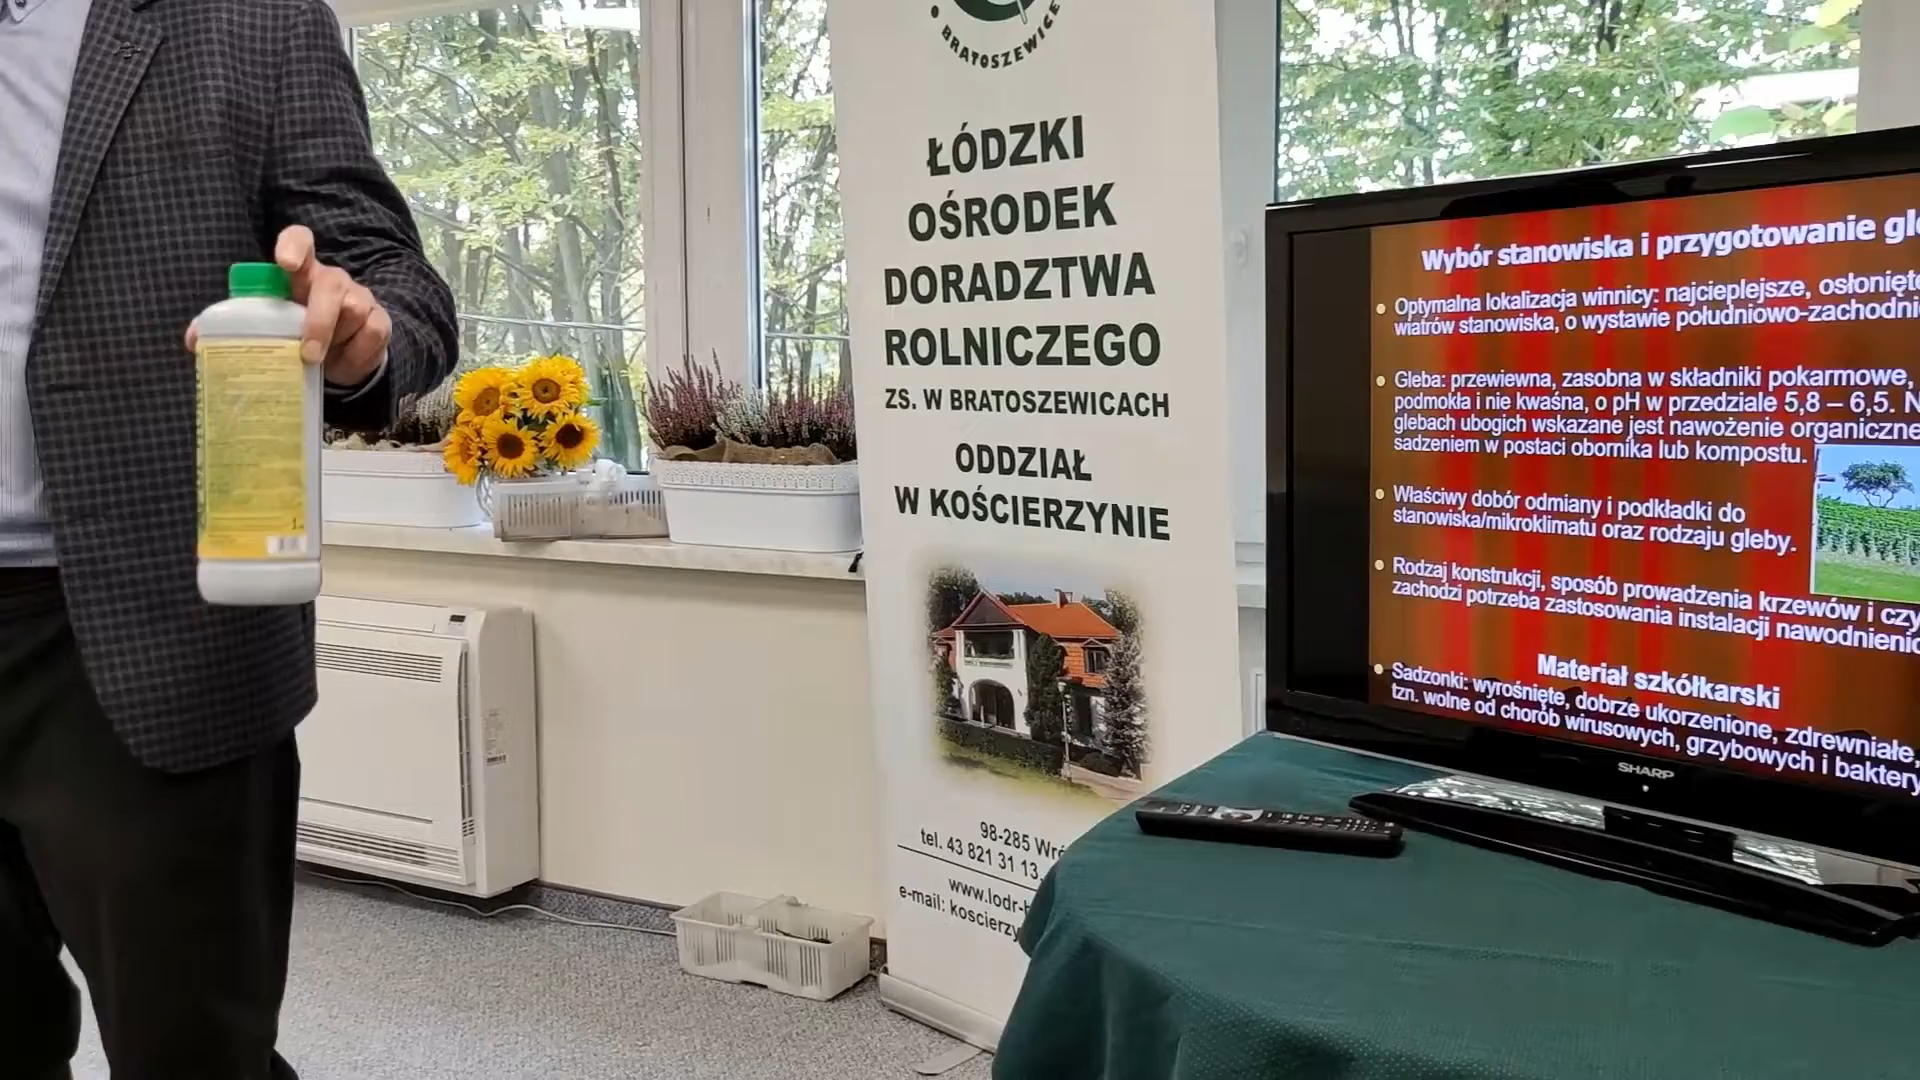 BRATOSZEWICE
ŁÓDZKI
OŚRODEK
DORADZTWA
ROLNICZEGO
ZS. W BRATOSZEWICACH
ODDZIAŁ
W KOŚCIERZYNIE
98-285 Wró
tel. 43 821 31 13,
www.lodr-
e-mail: koscierzy
Wybór stanowiska i przygotowanie gle
Optymalna lokalizacja winnicy: najcieplejsze, osłonięte
wiatrów stanowiska, o wystawie południowo-zachodni
Gleba: przewiewna, zasobna w składniki pokarmowe,
podmokła i nie kwaśna, o pH w przedziale 5,8 – 6,5. N
glebach ubogich wskazane jest nawożenie organiczne
sadzeniem w postaci obornika lub kompostu.
Właściwy dobór odmiany i podkładki do
stanowiska/mikroklimatu oraz rodzaju gleby.
Rodzaj konstrukcji, sposób prowadzenia krzewów i czy
zachodzi potrzeba zastosowania instalacji nawodnienio
Materiał szkółkarski
Sadzonki: wyrośnięte, dobrze ukorzenione, zdrewniałe,
tzn. wolne od chorób wirusowych, grzybowych i baktery
SHARP